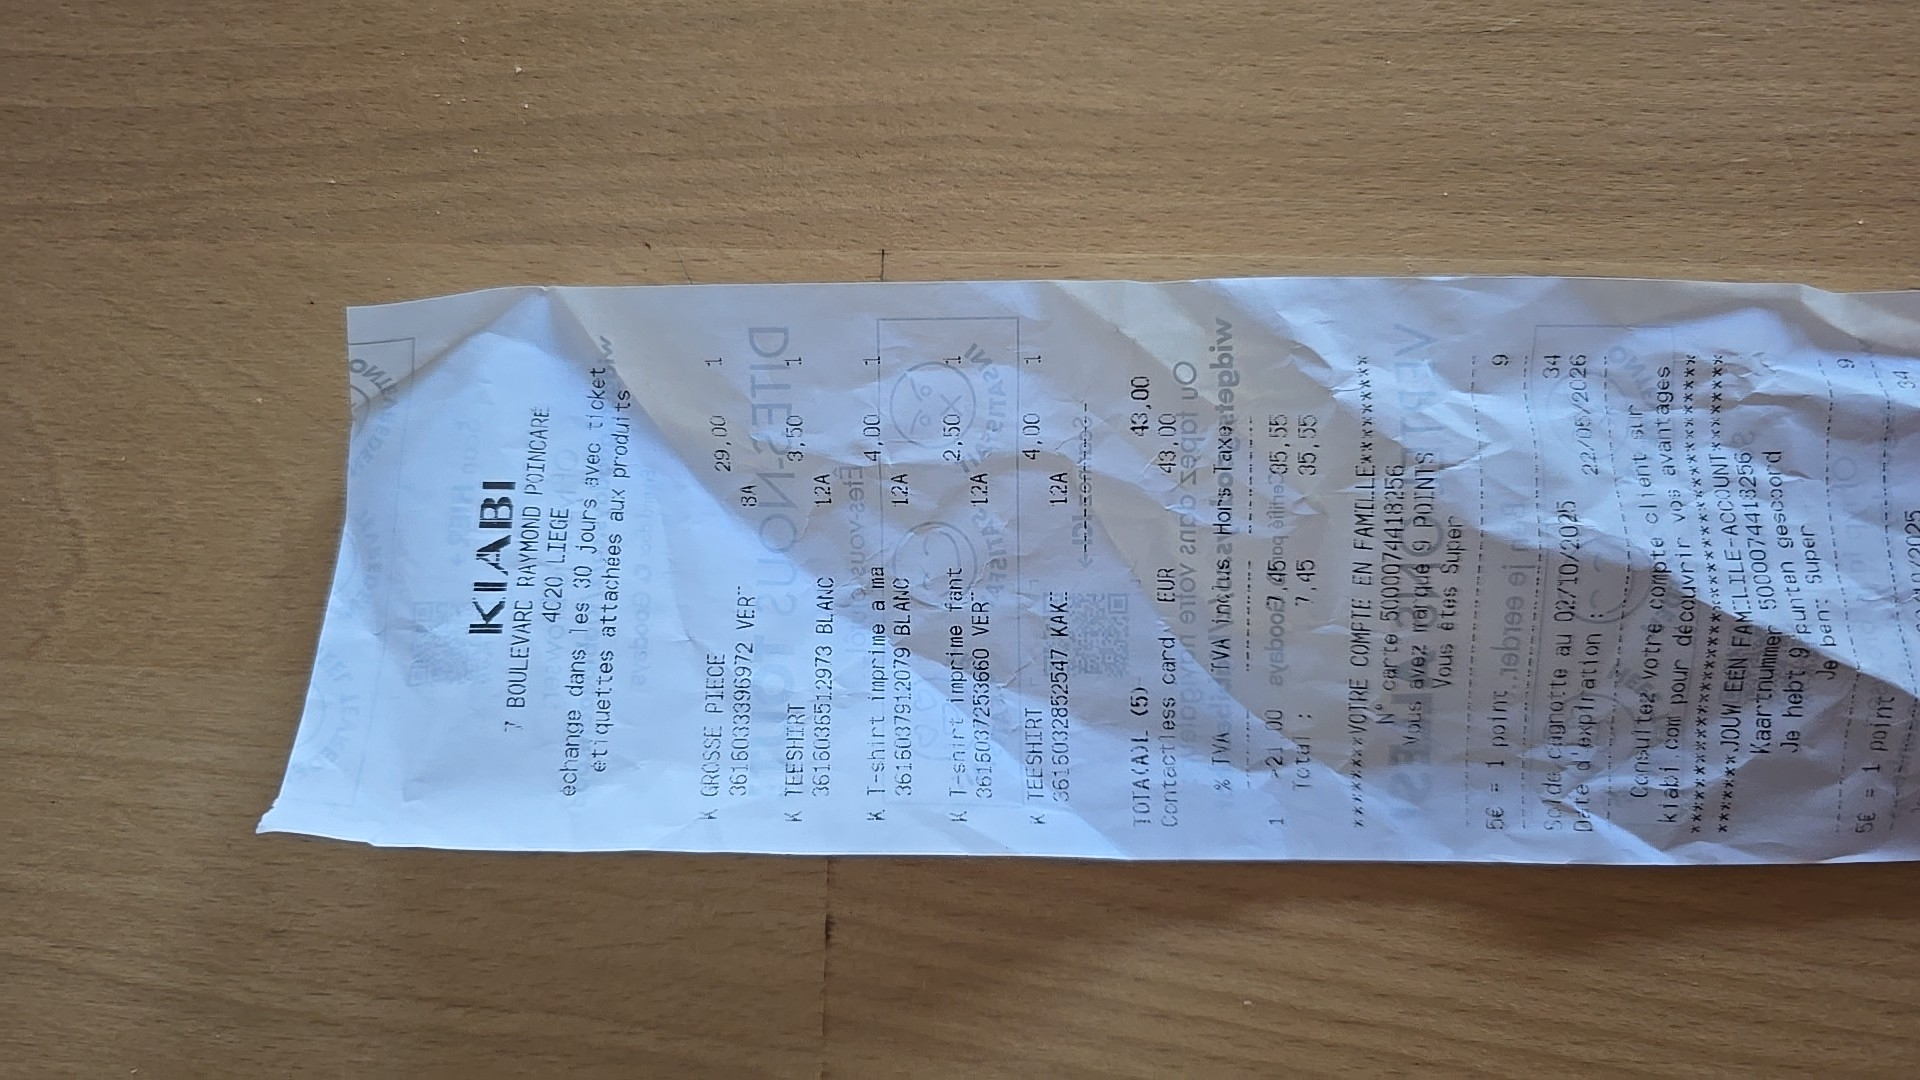 KIABI
7 BOULEVARD RAYMOND POINCARE
4020 LIEGE
echange dans les 30 jours avec ticket,
étiquettes attachées aux produits
K GROSSE PIECE 29,00 1
3616033396972 VER 8A
K TEESHIRT 3,50 1
3616036512973 BLANC 12A
K T-shirt imprime a ma 4,00 1
3616037912079 BLANC 12A
K T-shirt imprime fant 2,50 1
3616037253660 VER 12A
K TEESHIRT 4,00 1
3616032852547 KAK 12A
TOTA(A)L (5) 43,00
Contactless card EUR 43,00
% TVA TVA inclus HorsTaxe
1 >21,00 7,45 35,55
Total : 7,45 35,55
********VOTRE COMPTE EN FAMILLE********
N° carte 5000074418256
Vous avez marqué 9 POINTS
Vous êtes Super
5€ = 1 point 9
Solde cagnotte au 02/10/2025 34
Date d'expiration : 22/05/2026
Consultez votre compte client sur
kiabi.com pour découvrir vos avantages
JOUW EEN FAMILIE-ACCOUNT
Kaartnummer 5000074418256
Je hebt 9 punten gescoord
Je bent Super
5€ = 1 point 9
34